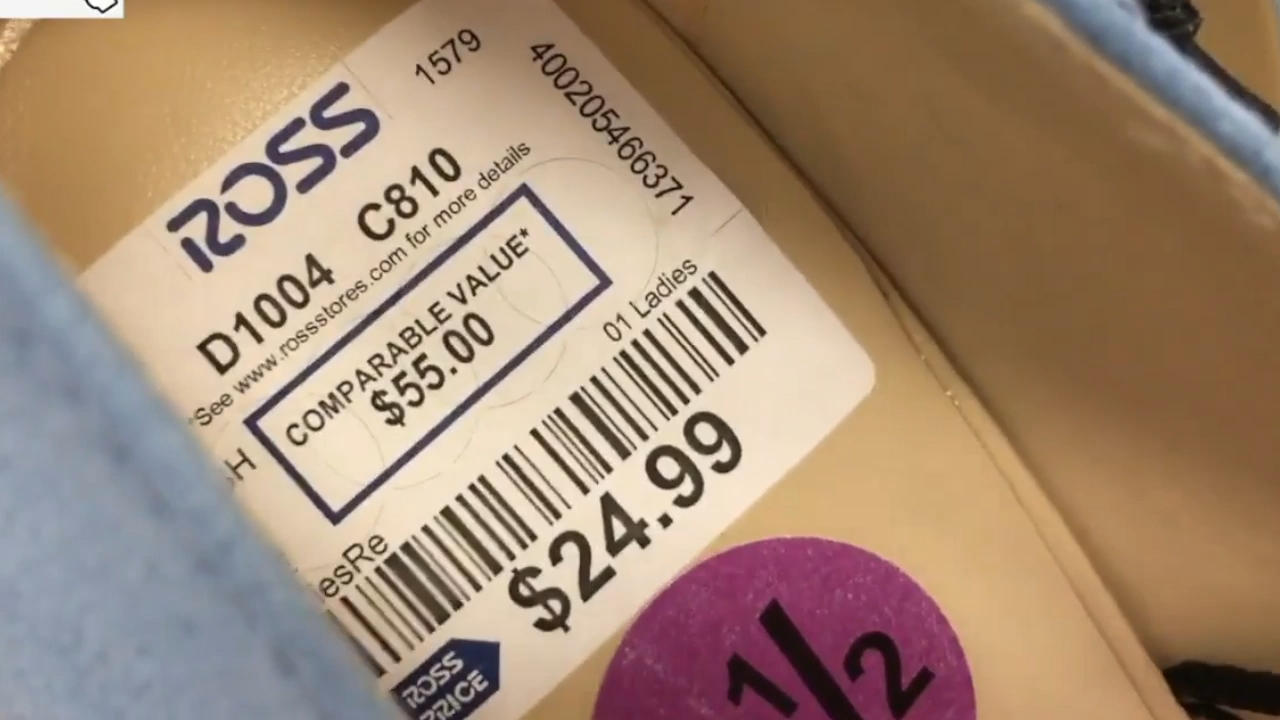 1579
400205466371
ROSS
D1004 C810
*See www.rossstores.com for more details
COMPARABLE VALUE*
$55.00
01 Ladies
H
esRe
$24.99
ROSS
PRICE
1/2